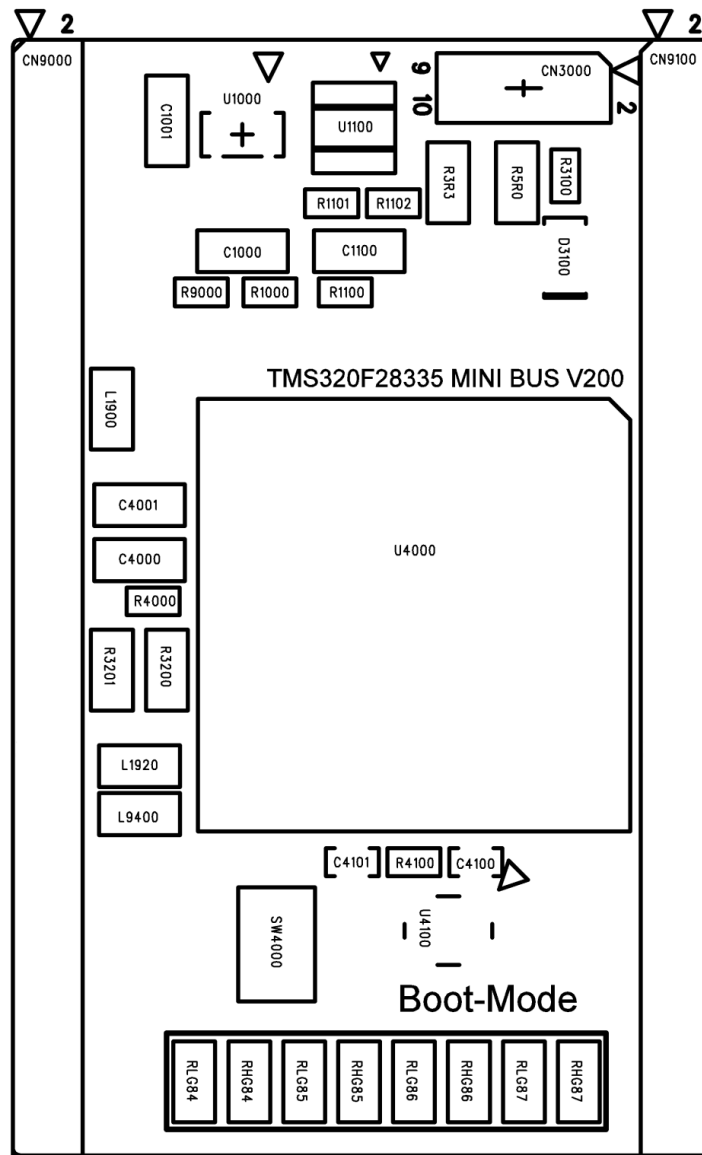 2
2
CN9000
CN3000
CN9100
9
10
2
U1000
C1001
U1100
R3R3
R5R0
R3100
R1101
R1102
D3100
C1000
C1100
R9000
R1000
R1100
TMS320F28335 MINI BUS V200
L1900
C4001
C4000
U4000
R4000
R3201
R3200
L1920
L9400
C4101
R4100
C4100
SW4000
U4100
Boot-Mode
RLG84
RHG84
RLG85
RHG85
RLG86
RHG86
RLG87
RHG87